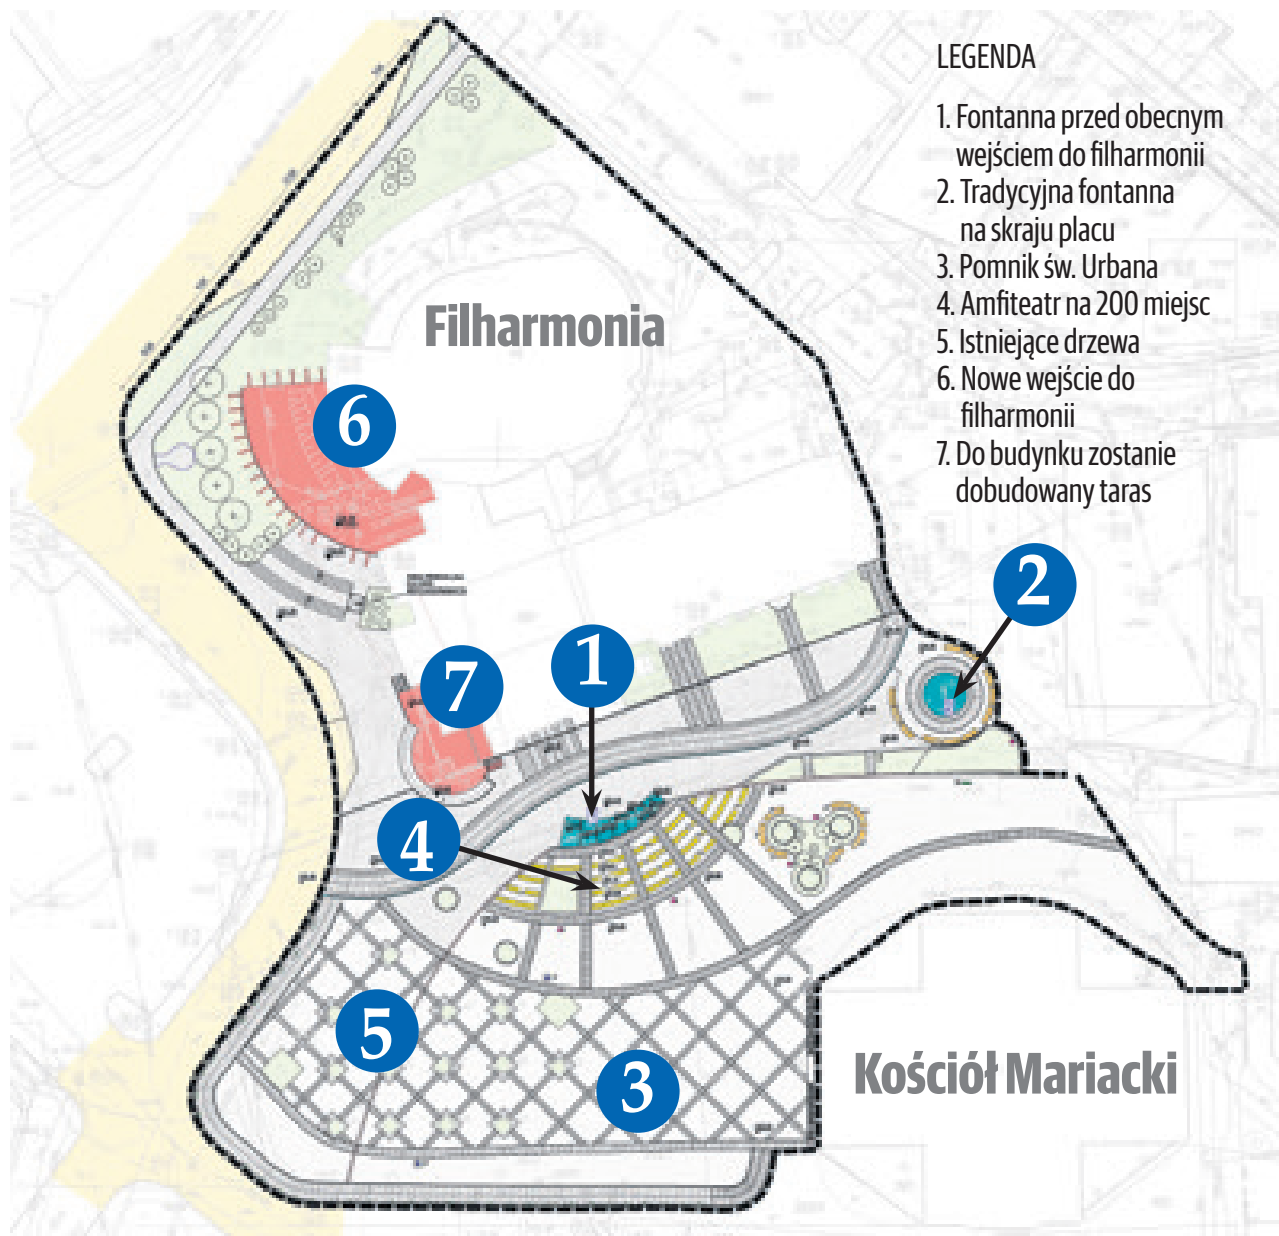 LEGENDA
1. Fontanna przed obecnym
wejściem do filharmonii
2. Tradycyjna fontanna
na skraju placu
3. Pomnik św. Urbana
4. Amfiteatr na 200 miejsc
5. Istniejące drzewa
6. Nowe wejście do
filharmonii
7. Do budynku zostanie
dobudowany taras
Filharmonia
6
2
1
7
4
5
3
Kościół Mariacki